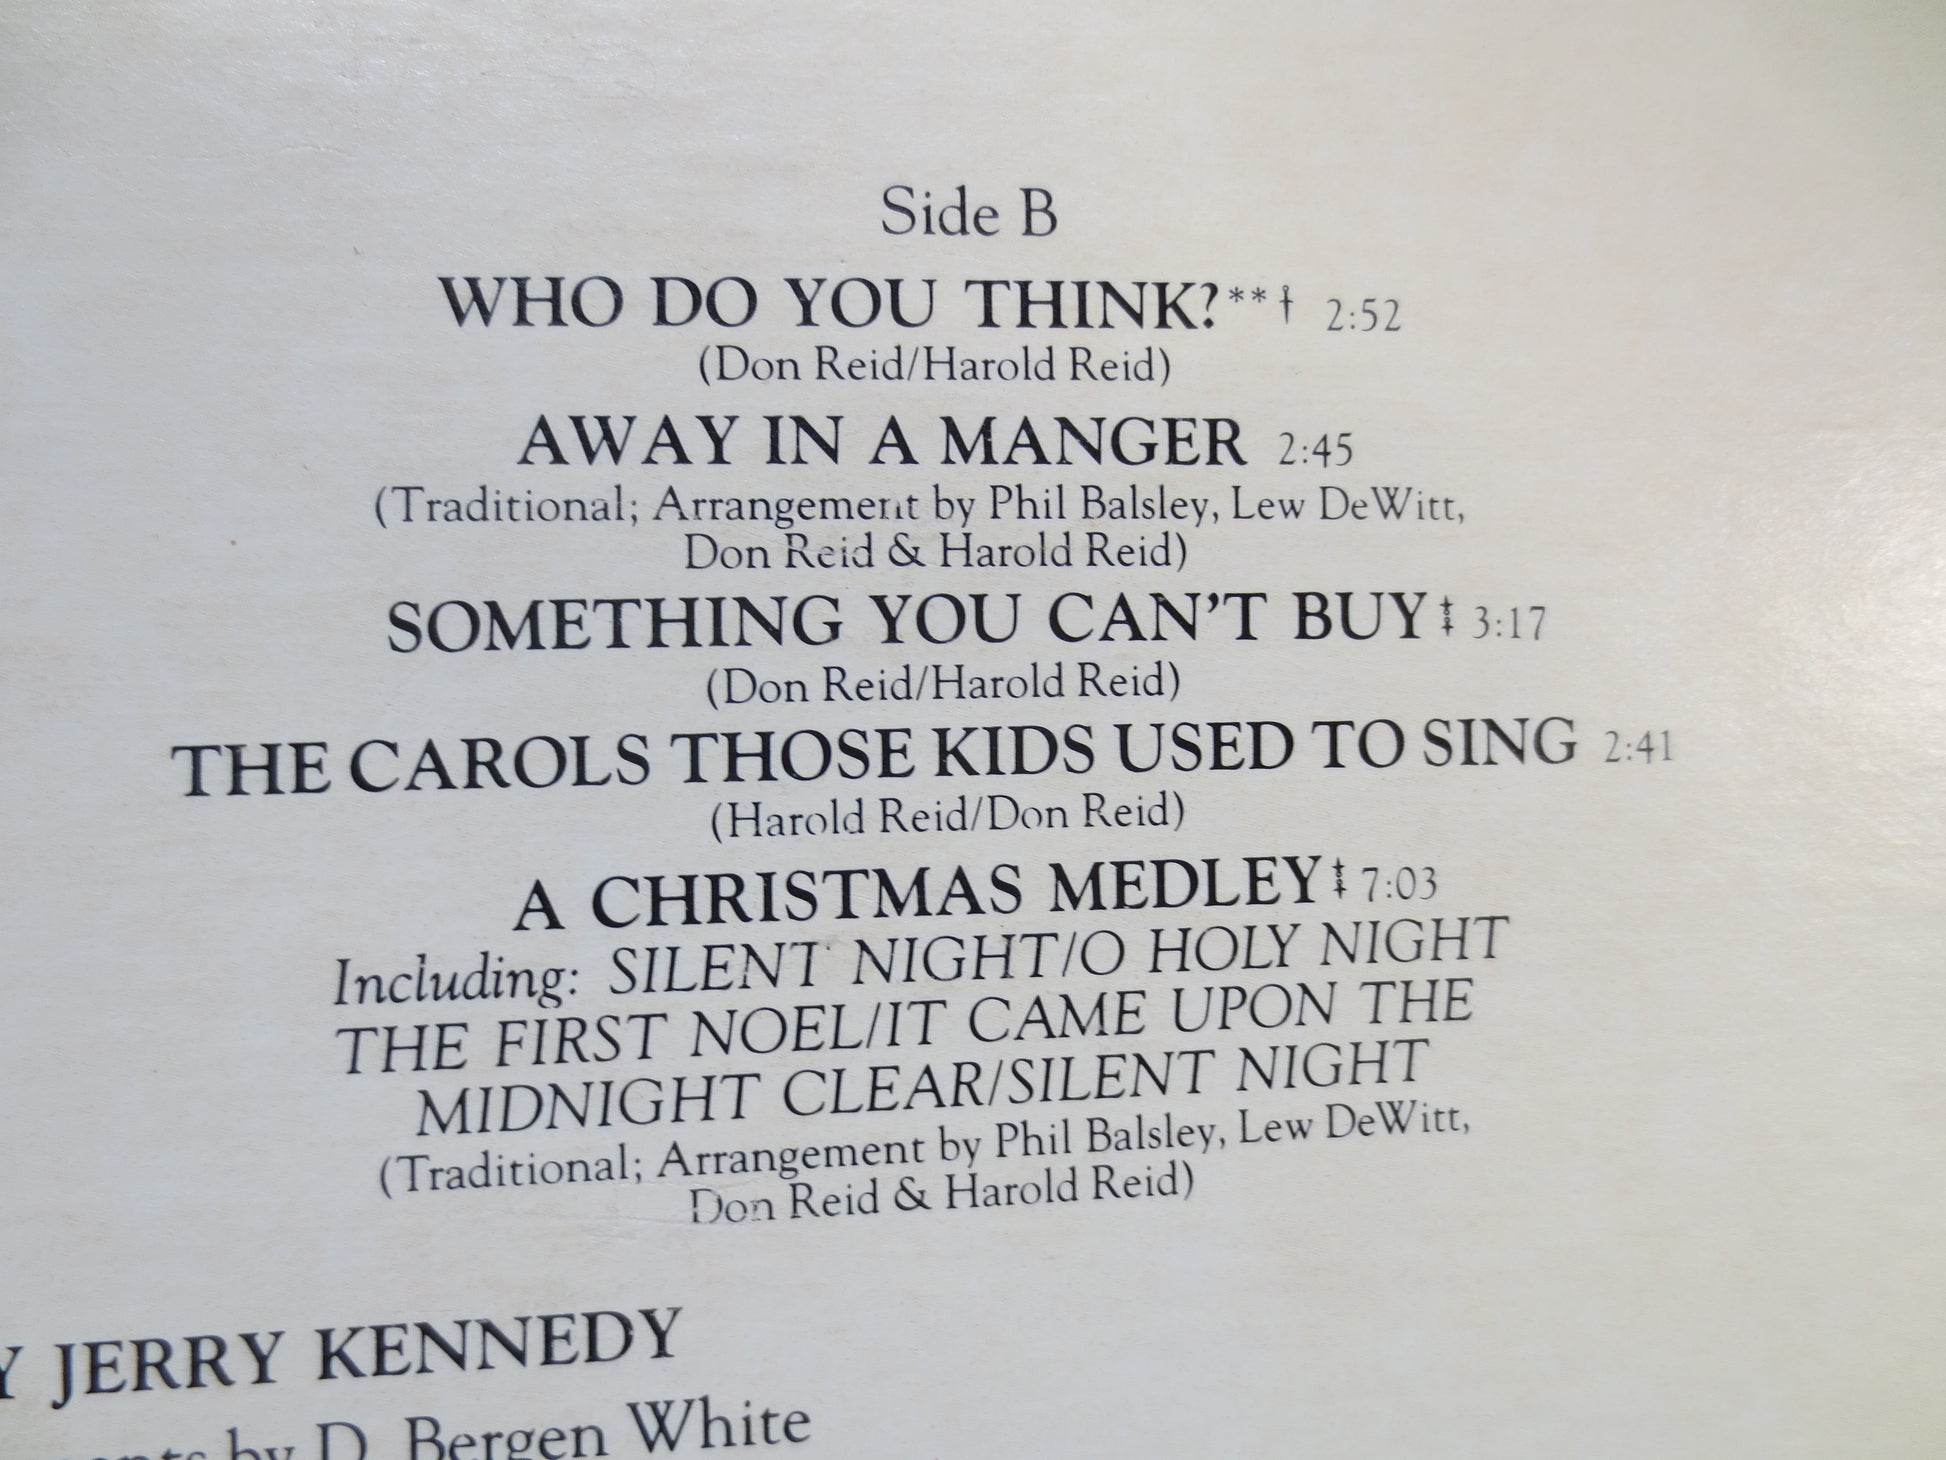 Side B
WHO DO YOU THINK?**† 2:52
(Don Reid/Harold Reid)
AWAY IN A MANGER 2:45
(Traditional; Arrangement by Phil Balsley, Lew DeWitt,
Don Reid & Harold Reid)
SOMETHING YOU CAN'T BUY‡ 3:17
(Don Reid/Harold Reid)
THE CAROLS THOSE KIDS USED TO SING 2:41
(Harold Reid/Don Reid)
A CHRISTMAS MEDLEY‡ 7:03
Including: SILENT NIGHT/O HOLY NIGHT
THE FIRST NOEL/IT CAME UPON THE
MIDNIGHT CLEAR/SILENT NIGHT
(Traditional; Arrangement by Phil Balsley, Lew DeWitt,
Don Reid & Harold Reid)
Y JERRY KENNEDY
by D. Bergen White